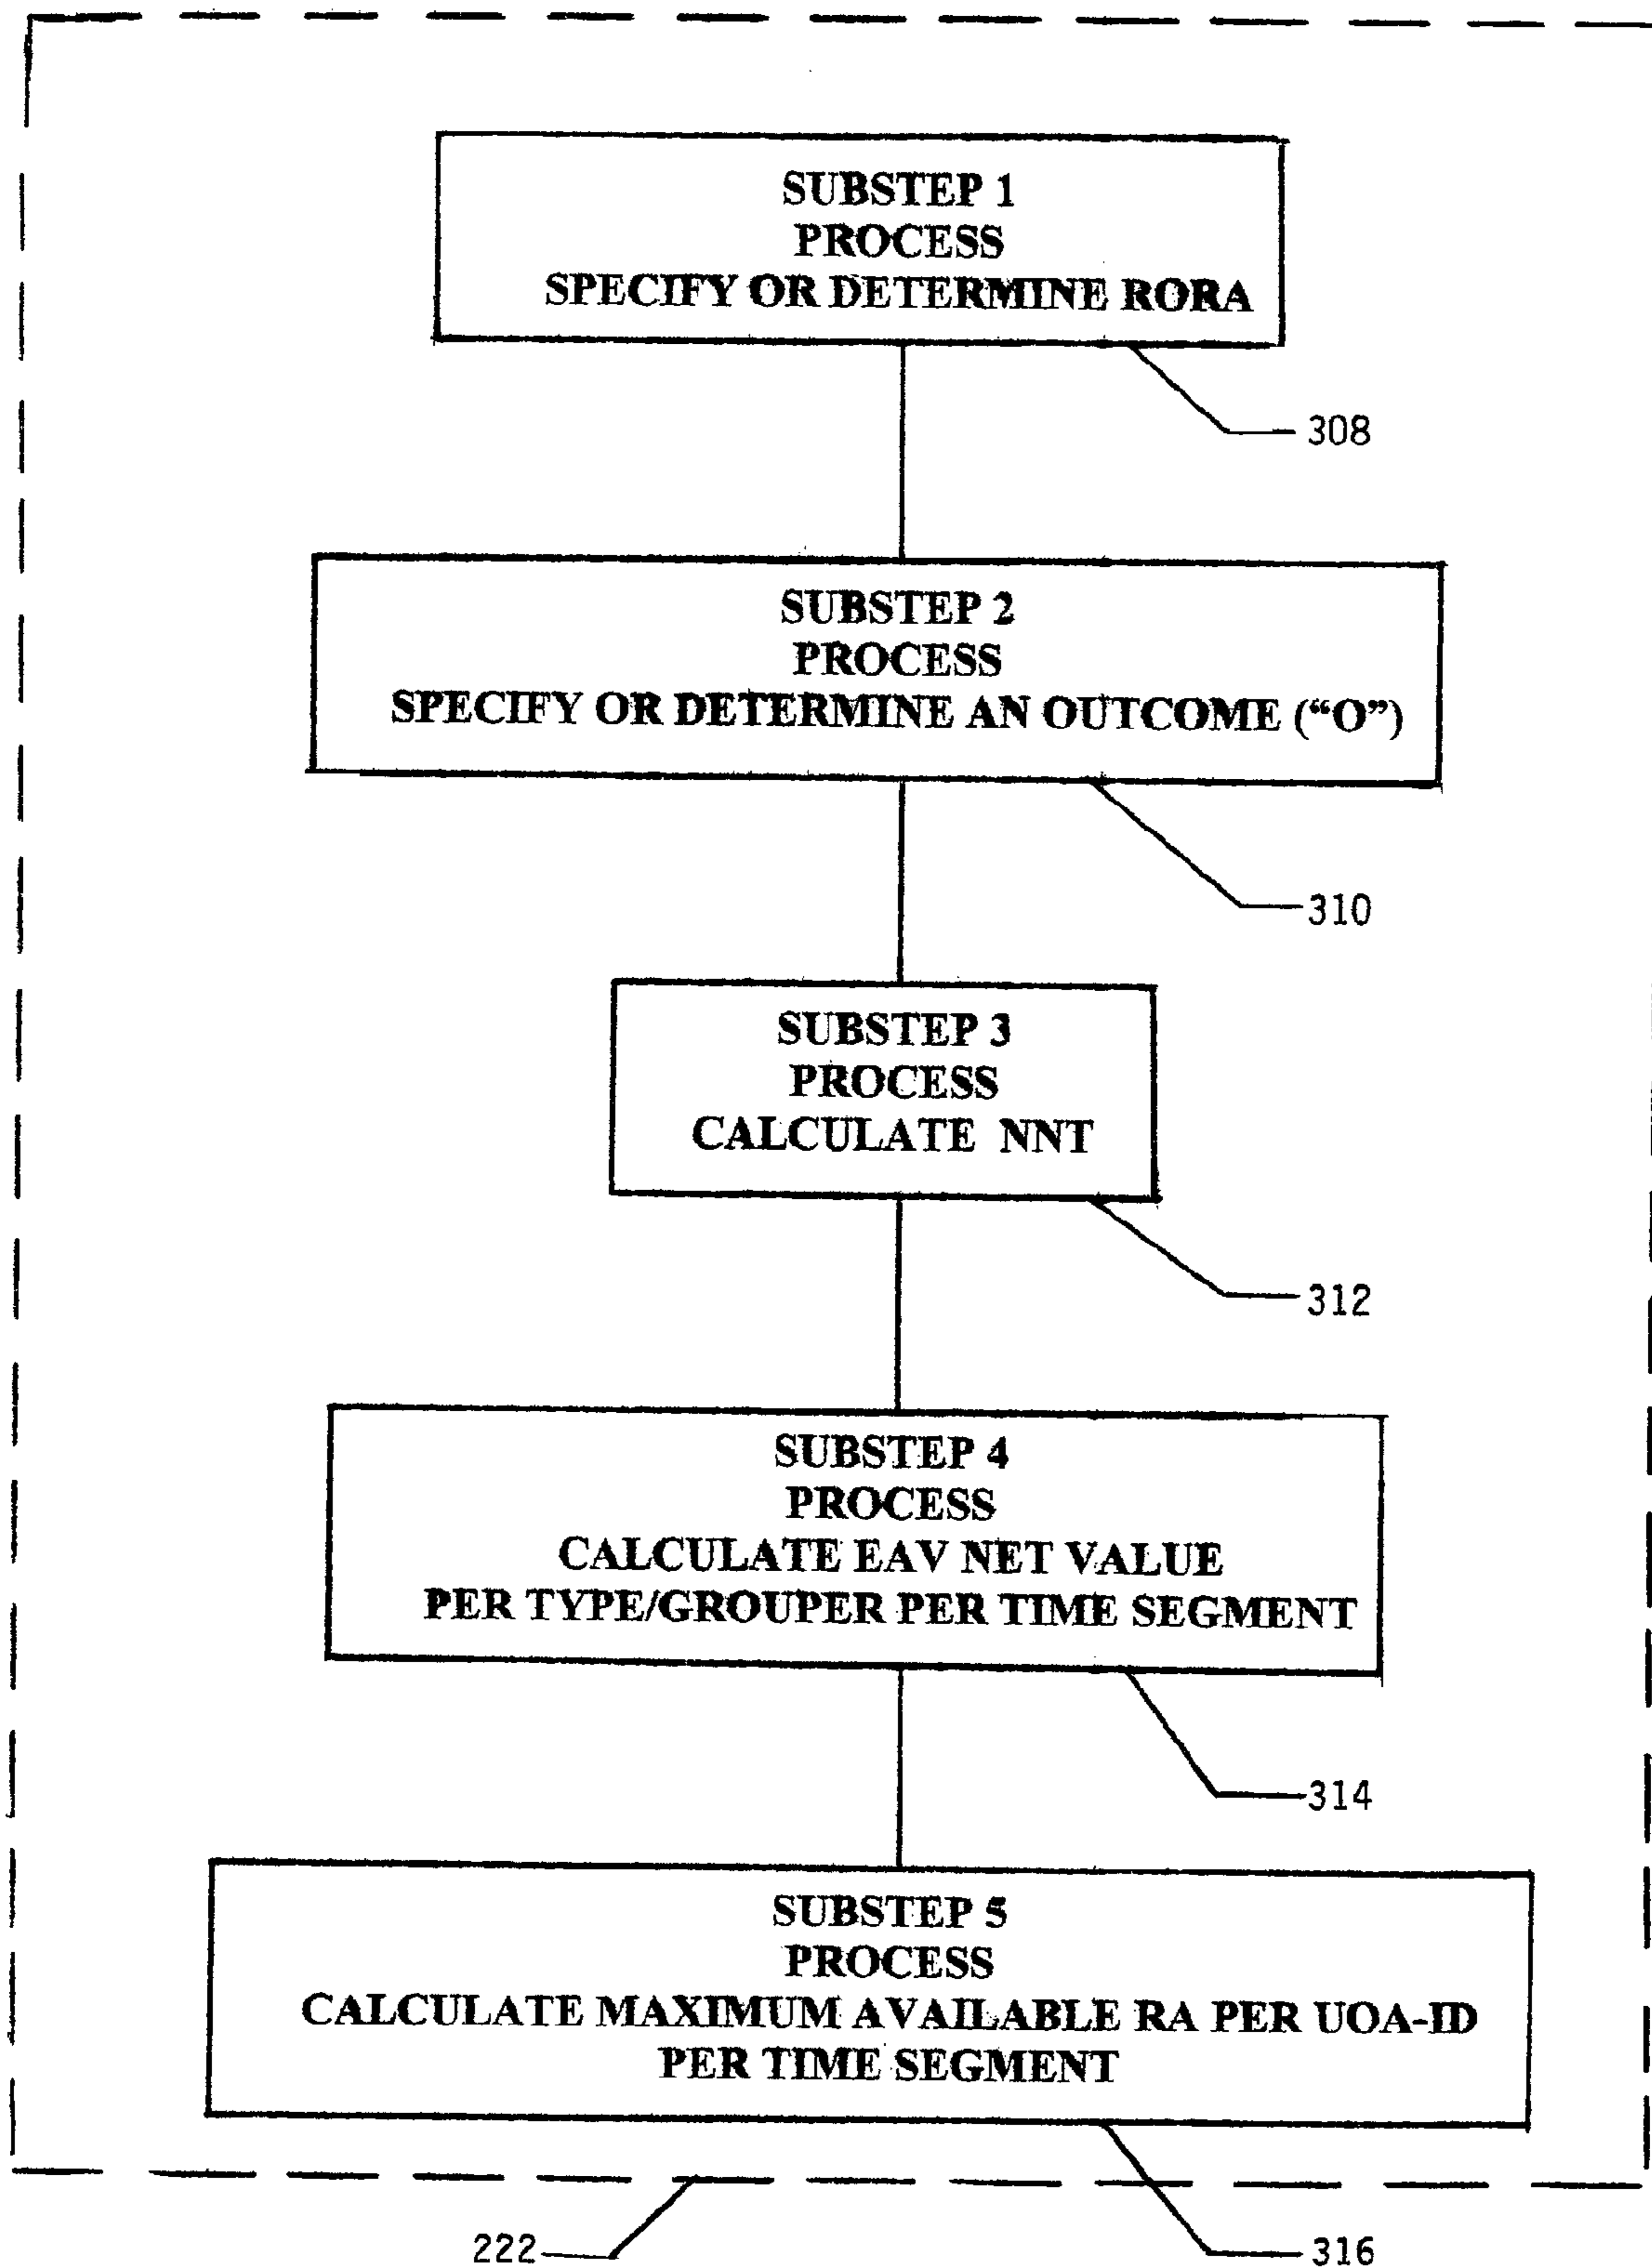 SUBSTEP 1
PROCESS
SPECIFY OR DETERMINE RORA
308
SUBSTEP 2
PROCESS
SPECIFY OR DETERMINE AN OUTCOME (“O”)
310
SUBSTEP 3
PROCESS
CALCULATE NNT
312
SUBSTEP 4
PROCESS
CALCULATE EAV NET VALUE
PER TYPE/GROUPER PER TIME SEGMENT
314
SUBSTEP 5
PROCESS
CALCULATE MAXIMUM AVAILABLE RA PER UOA-ID
PER TIME SEGMENT
222
316